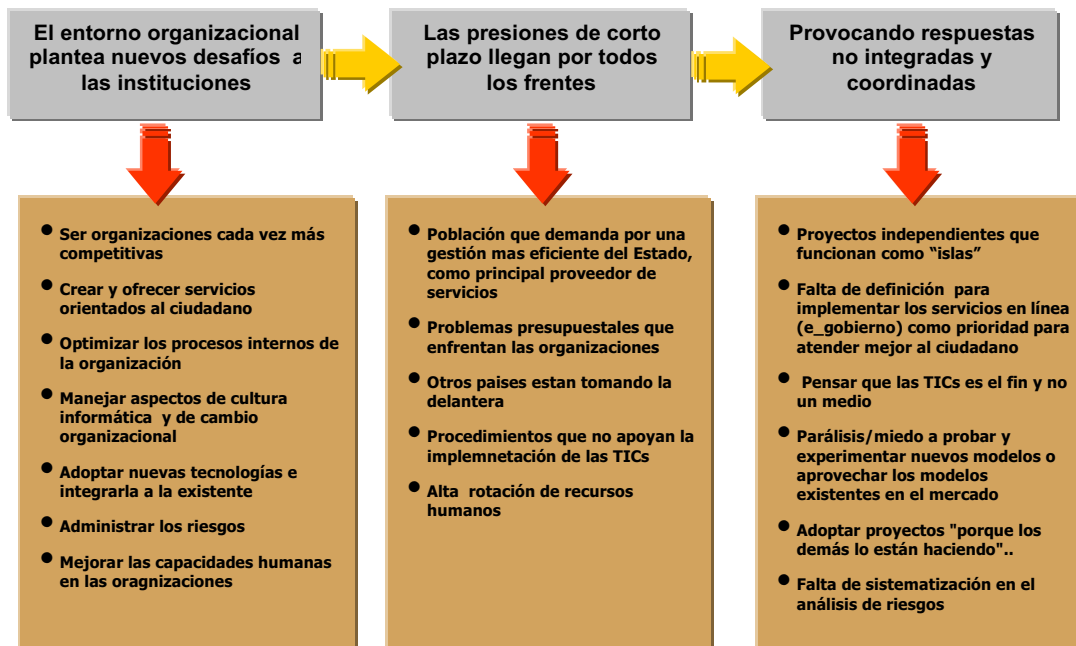 El entorno organizacional
plantea nuevos desafíos a
las instituciones
Las presiones de corto
plazo llegan por todos
los frentes
Provocando respuestas
no integradas y
coordinadas
• Ser organizaciones cada vez más
competitivas
• Crear y ofrecer servicios
orientados al ciudadano
• Optimizar los procesos internos de
la organización
• Manejar aspectos de cultura
informática y de cambio
organizacional
• Adoptar nuevas tecnologías e
integrarla a la existente
• Administrar los riesgos
• Mejorar las capacidades humanas
en las oragnizaciones
• Población que demanda por una
gestión mas eficiente del Estado,
como principal proveedor de
servicios
• Problemas presupuestales que
enfrentan las organizaciones
• Otros paises estan tomando la
delantera
• Procedimientos que no apoyan la
implemnetación de las TICs
• Alta rotación de recursos
humanos
• Proyectos independientes que
funcionan como “islas”
• Falta de definición para
implementar los servicios en línea
(e_gobierno) como prioridad para
atender mejor al ciudadano
• Pensar que las TICs es el fin y no
un medio
• Parálisis/miedo a probar y
experimentar nuevos modelos o
aprovechar los modelos
existentes en el mercado
• Adoptar proyectos "porque los
demás lo están haciendo"..
• Falta de sistematización en el
análisis de riesgos